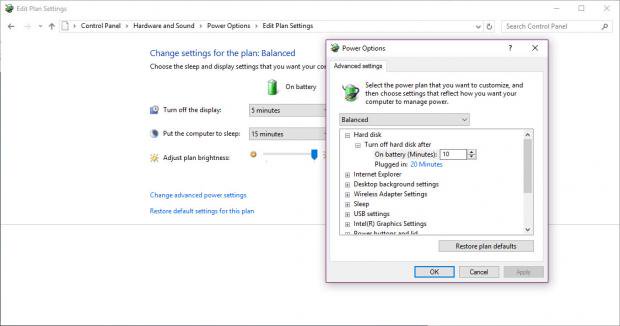 Edit Plan Settings
Control Panel > Hardware and Sound > Power Options > Edit Plan Settings
Search Control Panel
Change settings for the plan: Balanced
Choose the sleep and display settings that you want your co
On battery
Turn off the display:
5 minutes
Put the computer to sleep:
15 minutes
Adjust plan brightness:
Change advanced power settings
Restore default settings for this plan
Power Options
?
Advanced settings
Select the power plan that you want to customize, and
then choose settings that reflect how you want your
computer to manage power.
Balanced
Hard disk
Turn off hard disk after
On battery (Minutes): 10
Plugged in: 20 Minutes
Internet Explorer
Desktop background settings
Wireless Adapter Settings
Sleep
USB settings
Intel(R) Graphics Settings
Power buttons and lid
Restore plan defaults
OK
Cancel
Apply